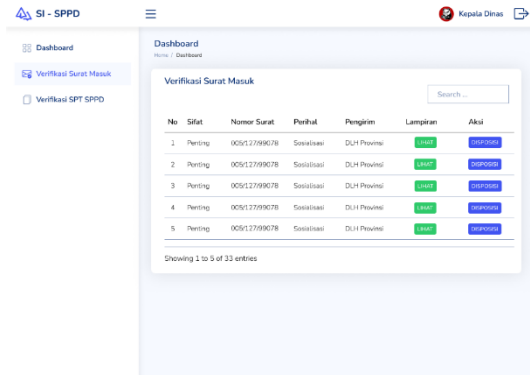 SI - SPPD
Kepala Dinas
Dashboard
Verifikasi Surat Masuk
Verifikasi SPT SPPD
Dashboard
Home / Dashboard
Verifikasi Surat Masuk
Search ...
No Sifat Nomor Surat Perihal Pengirim Lampiran Aksi
1 Penting 005/127/99078 Sosialisasi DLH Provinsi LIHAT DISPOSISI
2 Penting 005/127/99078 Sosialisasi DLH Provinsi LIHAT DISPOSISI
3 Penting 005/127/99078 Sosialisasi DLH Provinsi LIHAT DISPOSISI
4 Penting 005/127/99078 Sosialisasi DLH Provinsi LIHAT DISPOSISI
5 Penting 005/127/99078 Sosialisasi DLH Provinsi LIHAT DISPOSISI
Showing 1 to 5 of 33 entries